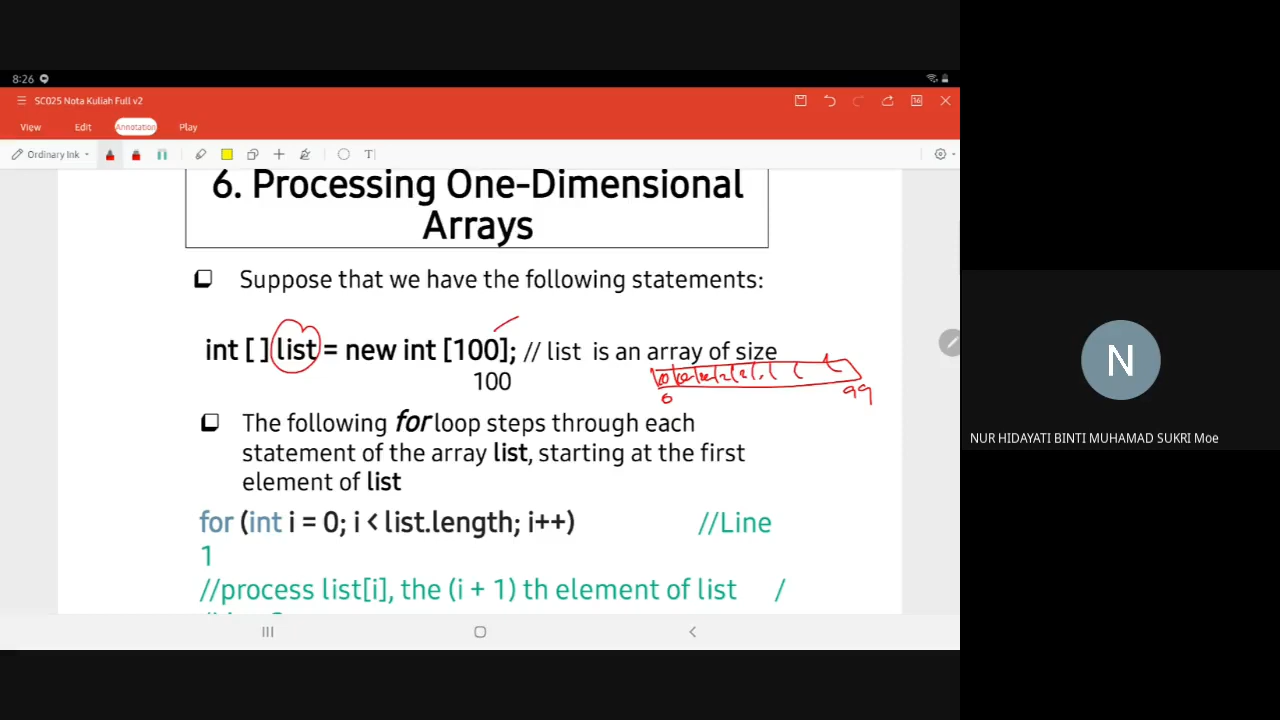 8:26
SC025 Nota Kuliah Full v2
View Edit Annotation Play
Ordinary Ink
6. Processing One-Dimensional
Arrays
Suppose that we have the following statements:
int [ ] list = new int [100]; // list is an array of size
100
0 99
The following for loop steps through each
statement of the array list, starting at the first
element of list
for (int i = 0; i < list.length; i++) //Line
1
//process list[i], the (i + 1) th element of list /
N
NUR HIDAYATI BINTI MUHAMAD SUKRI Moe